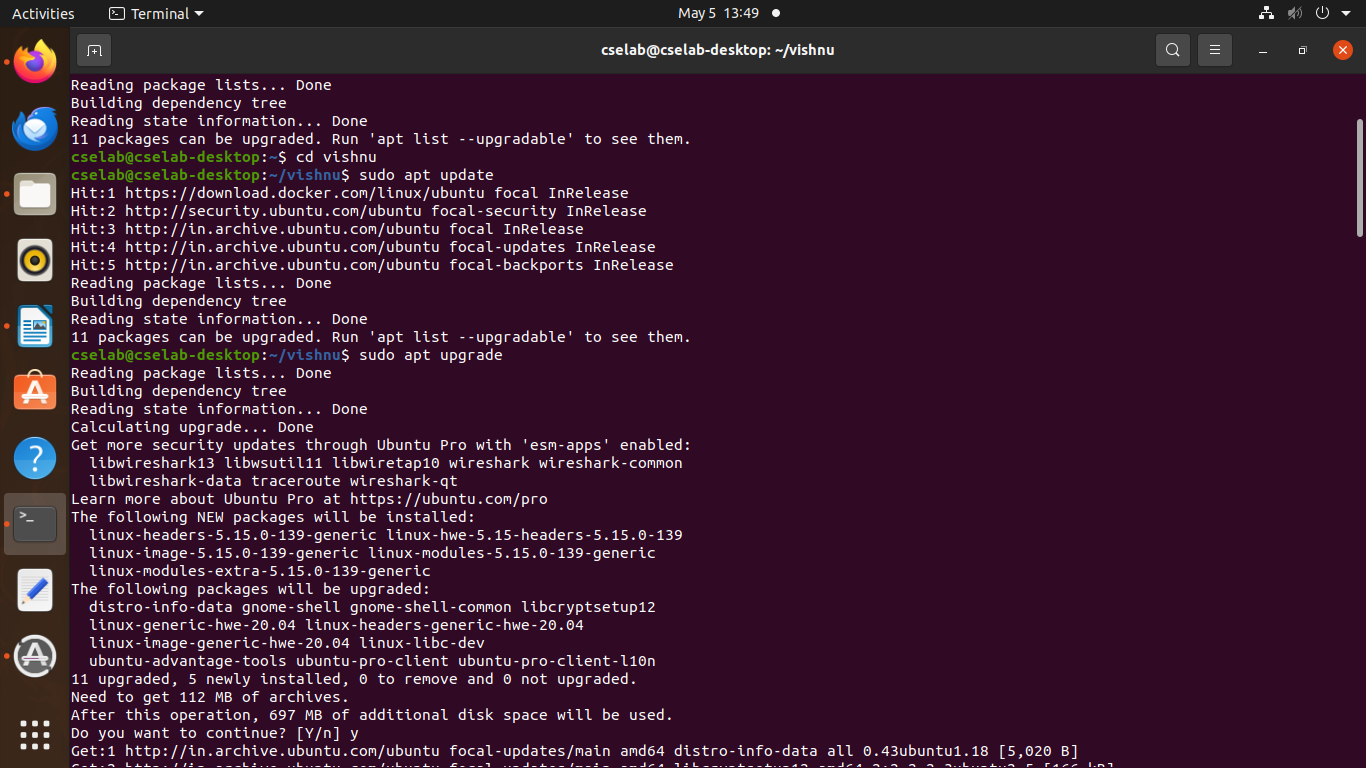 Activities
Terminal
May 5 13:49
cselab@cselab-desktop: ~/vishnu
Reading package lists... Done
Building dependency tree
Reading state information... Done
11 packages can be upgraded. Run 'apt list --upgradable' to see them.
cselab@cselab-desktop:~$ cd vishnu
cselab@cselab-desktop:~/vishnu$ sudo apt update
Hit:1 https://download.docker.com/linux/ubuntu focal InRelease
Hit:2 http://security.ubuntu.com/ubuntu focal-security InRelease
Hit:3 http://in.archive.ubuntu.com/ubuntu focal InRelease
Hit:4 http://in.archive.ubuntu.com/ubuntu focal-updates InRelease
Hit:5 http://in.archive.ubuntu.com/ubuntu focal-backports InRelease
Reading package lists... Done
Building dependency tree
Reading state information... Done
11 packages can be upgraded. Run 'apt list --upgradable' to see them.
cselab@cselab-desktop:~/vishnu$ sudo apt upgrade
Reading package lists... Done
Building dependency tree
Reading state information... Done
Calculating upgrade... Done
Get more security updates through Ubuntu Pro with 'esm-apps' enabled:
  libwireshark13 libwsutil11 libwiretap10 wireshark wireshark-common
  libwireshark-data traceroute wireshark-qt
Learn more about Ubuntu Pro at https://ubuntu.com/pro
The following NEW packages will be installed:
  linux-headers-5.15.0-139-generic linux-hwe-5.15-headers-5.15.0-139
  linux-image-5.15.0-139-generic linux-modules-5.15.0-139-generic
  linux-modules-extra-5.15.0-139-generic
The following packages will be upgraded:
  distro-info-data gnome-shell gnome-shell-common libcryptsetup12
  linux-generic-hwe-20.04 linux-headers-generic-hwe-20.04
  linux-image-generic-hwe-20.04 linux-libc-dev
  ubuntu-advantage-tools ubuntu-pro-client ubuntu-pro-client-l10n
11 upgraded, 5 newly installed, 0 to remove and 0 not upgraded.
Need to get 112 MB of archives.
After this operation, 697 MB of additional disk space will be used.
Do you want to continue? [Y/n] y
Get:1 http://in.archive.ubuntu.com/ubuntu focal-updates/main amd64 distro-info-data all 0.43ubuntu1.18 [5,020 B]